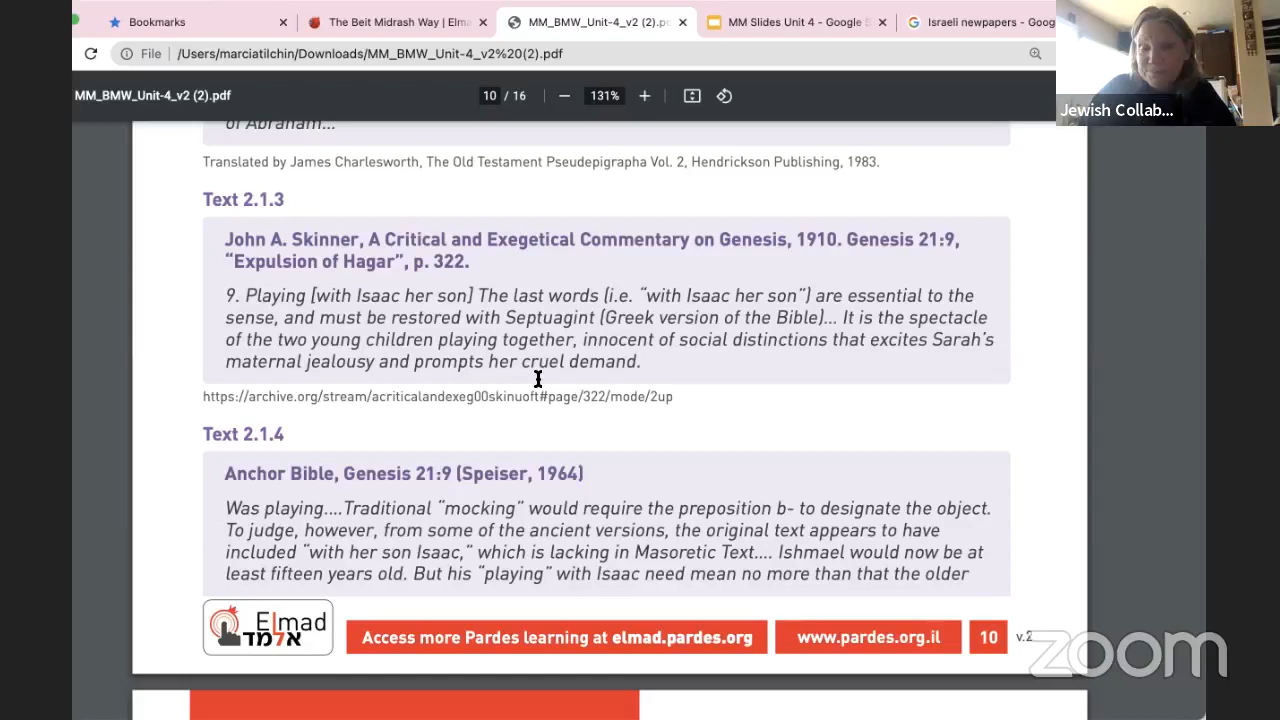 Bookmarks
The Beit Midrash Way | Elma
MM_BMW_Unit-4_v2 (2).pd
MM Slides Unit 4 - Google S
Israeli newpapers - Goog
File | /Users/marciatilchin/Downloads/MM_BMW_Unit-4_v2%20(2).pdf
Jewish Collab...
MM_BMW_Unit-4_v2 (2).pdf
10 / 16
131%
of Abraham...
Translated by James Charlesworth, The Old Testament Pseudepigrapha Vol. 2, Hendrickson Publishing, 1983.
Text 2.1.3
John A. Skinner, A Critical and Exegetical Commentary on Genesis, 1910. Genesis 21:9,
“Expulsion of Hagar”, p. 322.
9. Playing [with Isaac her son] The last words (i.e. “with Isaac her son”) are essential to the
sense, and must be restored with Septuagint (Greek version of the Bible)... It is the spectacle
of the two young children playing together, innocent of social distinctions that excites Sarah’s
maternal jealousy and prompts her cruel demand.
https://archive.org/stream/acriticalandexeg00skinuoft#page/322/mode/2up
Text 2.1.4
Anchor Bible, Genesis 21:9 (Speiser, 1964)
Was playing....Traditional “mocking” would require the preposition b- to designate the object.
To judge, however, from some of the ancient versions, the original text appears to have
included “with her son Isaac,” which is lacking in Masoretic Text.... Ishmael would now be at
least fifteen years old. But his “playing” with Isaac need mean no more than that the older
Elmad
אלמד
Access more Pardes learning at elmad.pardes.org
www.pardes.org.il
10
v.2
zoom